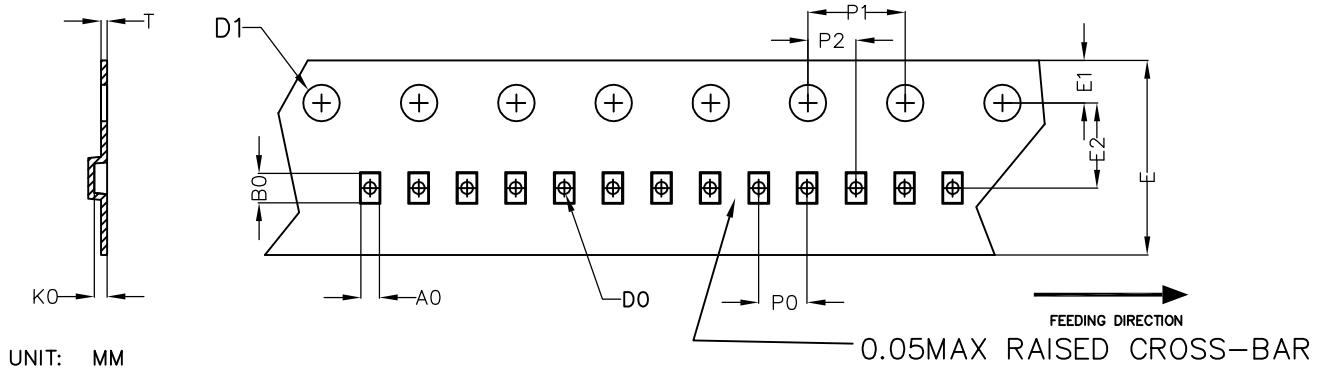 T
D1
P1
P2
E1
E2
E
B0
K0
A0
D0
P0
FEEDING DIRECTION
0.05MAX RAISED CROSS-BAR
UNIT: MM